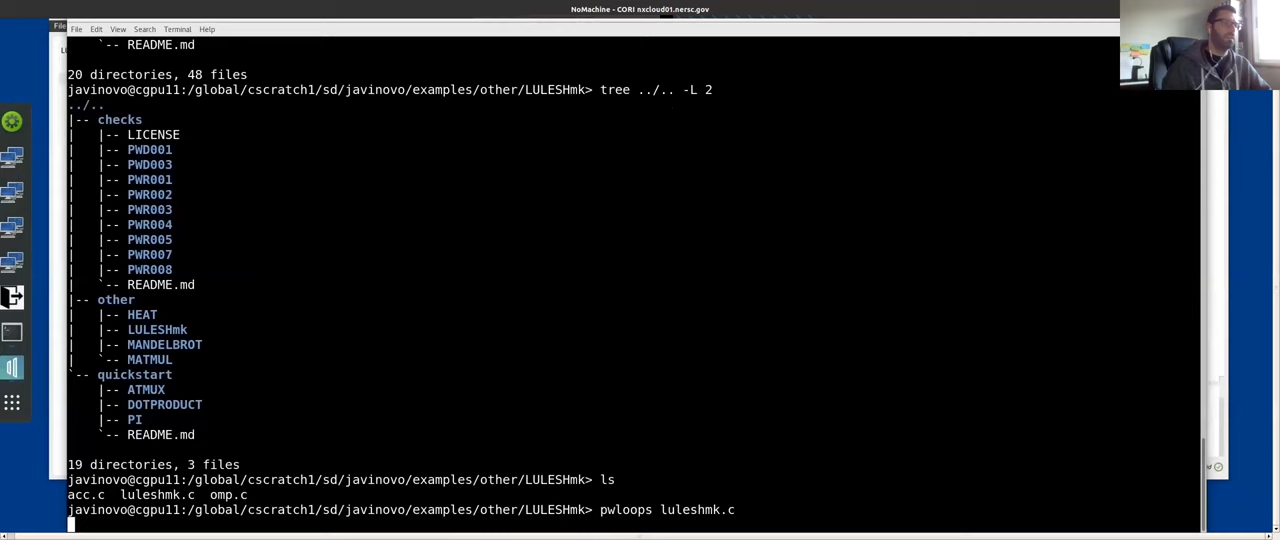 NoMachine - CORI nxcloud01.nersc.gov
File
File Edit View Search Terminal Help
`-- README.md
20 directories, 48 files
javinovo@cgpu11:/global/cscratch1/sd/javinovo/examples/other/LULESHmk> tree ../.. -L 2
../..
|-- checks
|   |-- LICENSE
|   |-- PWD001
|   |-- PWD003
|   |-- PWR001
|   |-- PWR002
|   |-- PWR003
|   |-- PWR004
|   |-- PWR005
|   |-- PWR007
|   |-- PWR008
|   `-- README.md
|-- other
|   |-- HEAT
|   |-- LULESHmk
|   |-- MANDELBROT
|   `-- MATMUL
`-- quickstart
    |-- ATMUX
    |-- DOTPRODUCT
    |-- PI
    `-- README.md
19 directories, 3 files
javinovo@cgpu11:/global/cscratch1/sd/javinovo/examples/other/LULESHmk> ls
acc.c  luleshmk.c  omp.c
javinovo@cgpu11:/global/cscratch1/sd/javinovo/examples/other/LULESHmk> pwloops luleshmk.c